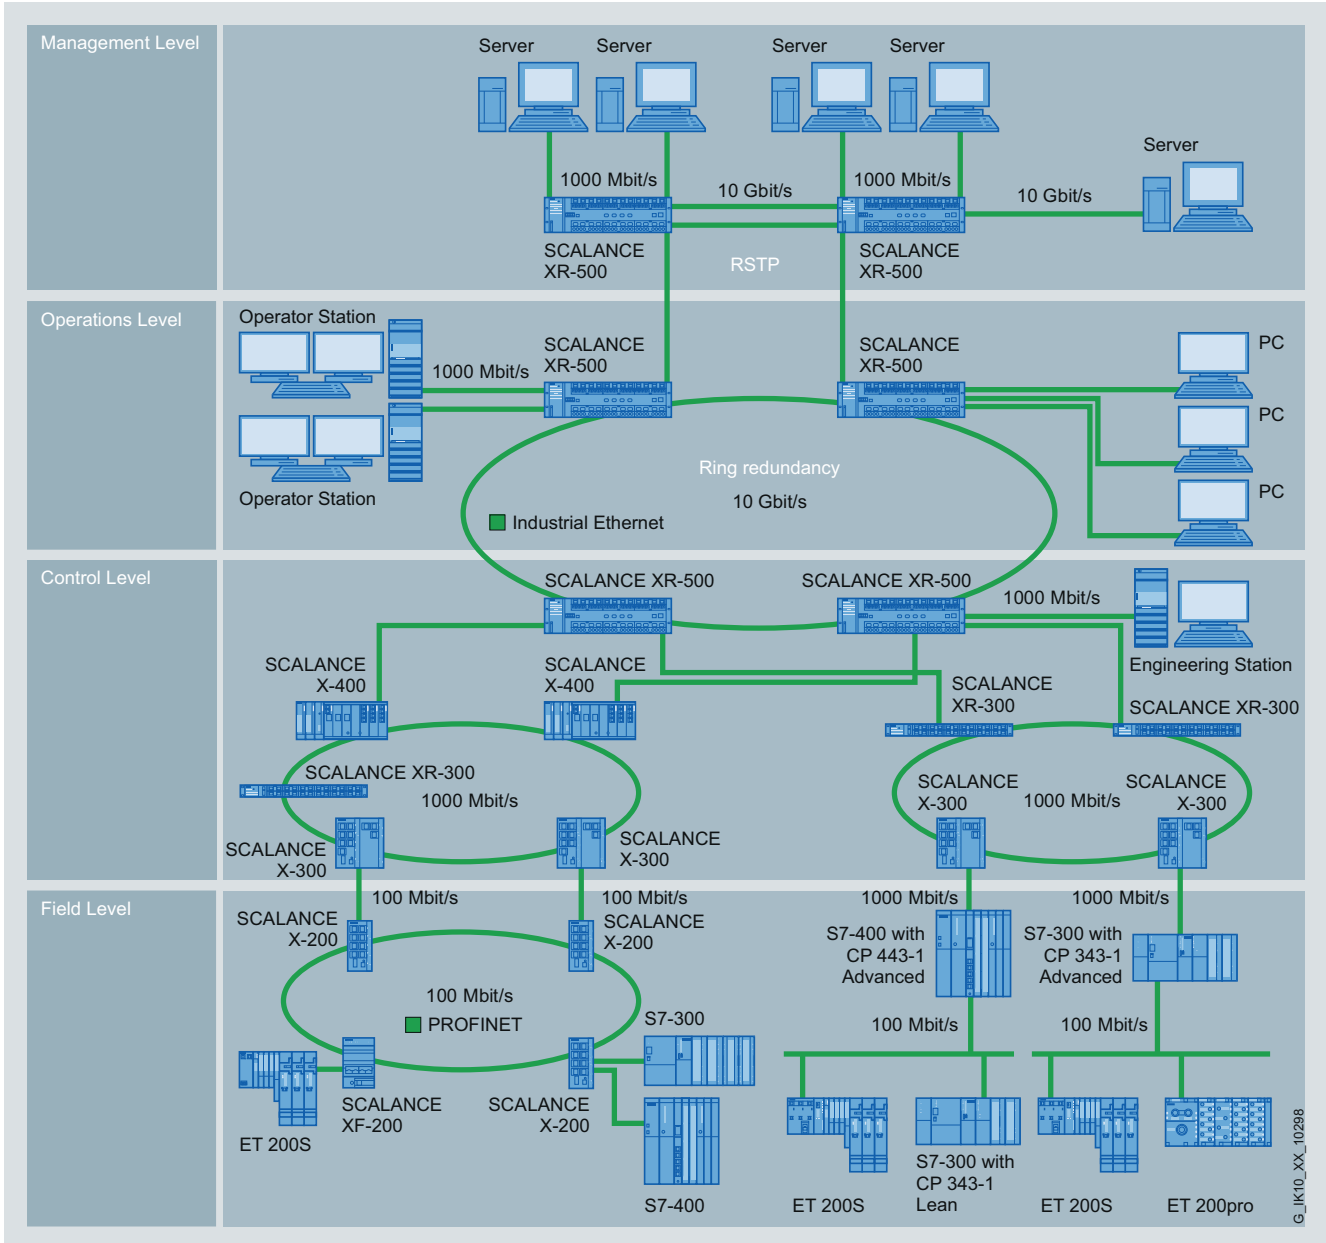 Management Level
Server
Server
Server
Server
Server
1000 Mbit/s
10 Gbit/s
1000 Mbit/s
10 Gbit/s
SCALANCE
XR-500
RSTP
SCALANCE
XR-500
Operations Level
Operator Station
1000 Mbit/s
SCALANCE
XR-500
SCALANCE
XR-500
PC
PC
PC
Operator Station
Ring redundancy
10 Gbit/s
Industrial Ethernet
Control Level
SCALANCE XR-500
SCALANCE XR-500
1000 Mbit/s
Engineering Station
SCALANCE
X-400
SCALANCE
X-400
SCALANCE
XR-300
SCALANCE XR-300
SCALANCE XR-300
1000 Mbit/s
SCALANCE
X-300
1000 Mbit/s
SCALANCE
X-300
SCALANCE
X-300
SCALANCE
X-300
Field Level
100 Mbit/s
100 Mbit/s
1000 Mbit/s
1000 Mbit/s
SCALANCE
X-200
SCALANCE
X-200
S7-400 with
CP 443-1
Advanced
S7-300 with
CP 343-1
Advanced
100 Mbit/s
PROFINET
S7-300
100 Mbit/s
100 Mbit/s
ET 200S
SCALANCE
XF-200
SCALANCE
X-200
S7-400
ET 200S
S7-300 with
CP 343-1
Lean
ET 200S
ET 200pro
G_IK10_XX_10298